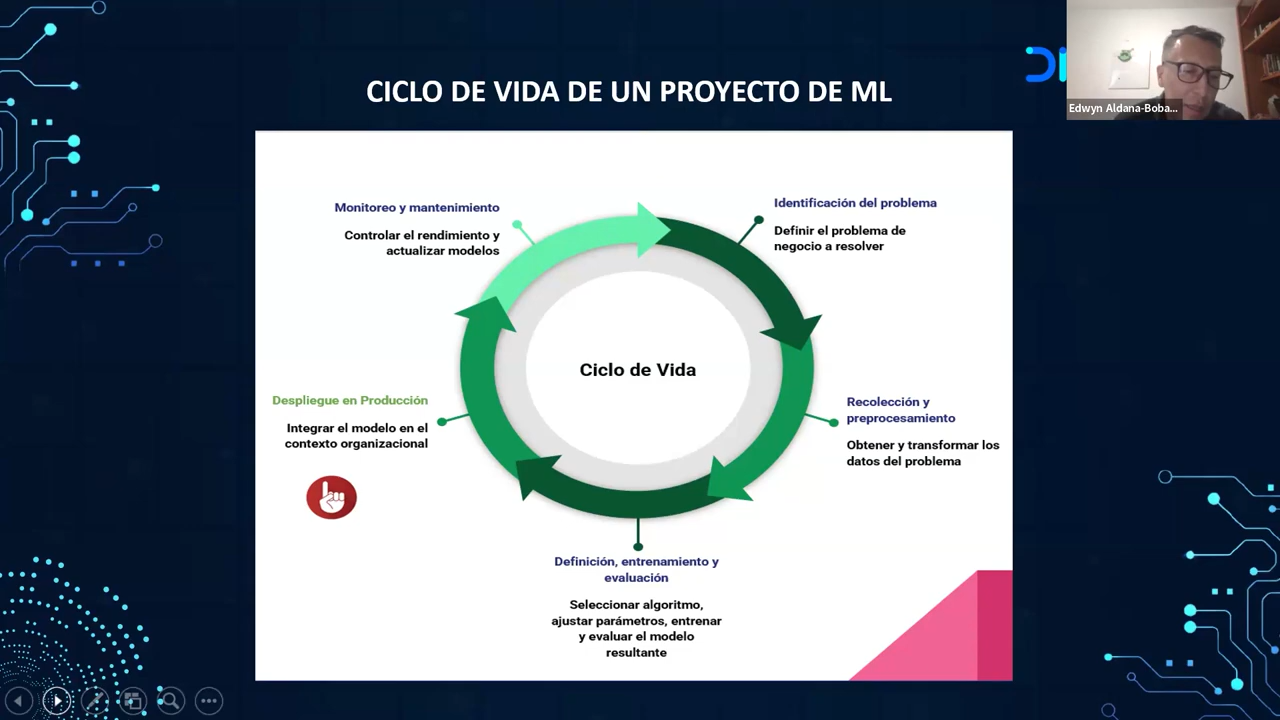 CICLO DE VIDA DE UN PROYECTO DE ML
Edwyn Aldana-Boba...
Monitoreo y mantenimiento
Controlar el rendimiento y
actualizar modelos
Identificación del problema
Definir el problema de
negocio a resolver
Ciclo de Vida
Despliegue en Producción
Integrar el modelo en el
contexto organizacional
Recolección y
preprocesamiento
Obtener y transformar los
datos del problema
Definición, entrenamiento y
evaluación
Seleccionar algoritmo,
ajustar parámetros, entrenar
y evaluar el modelo
resultante